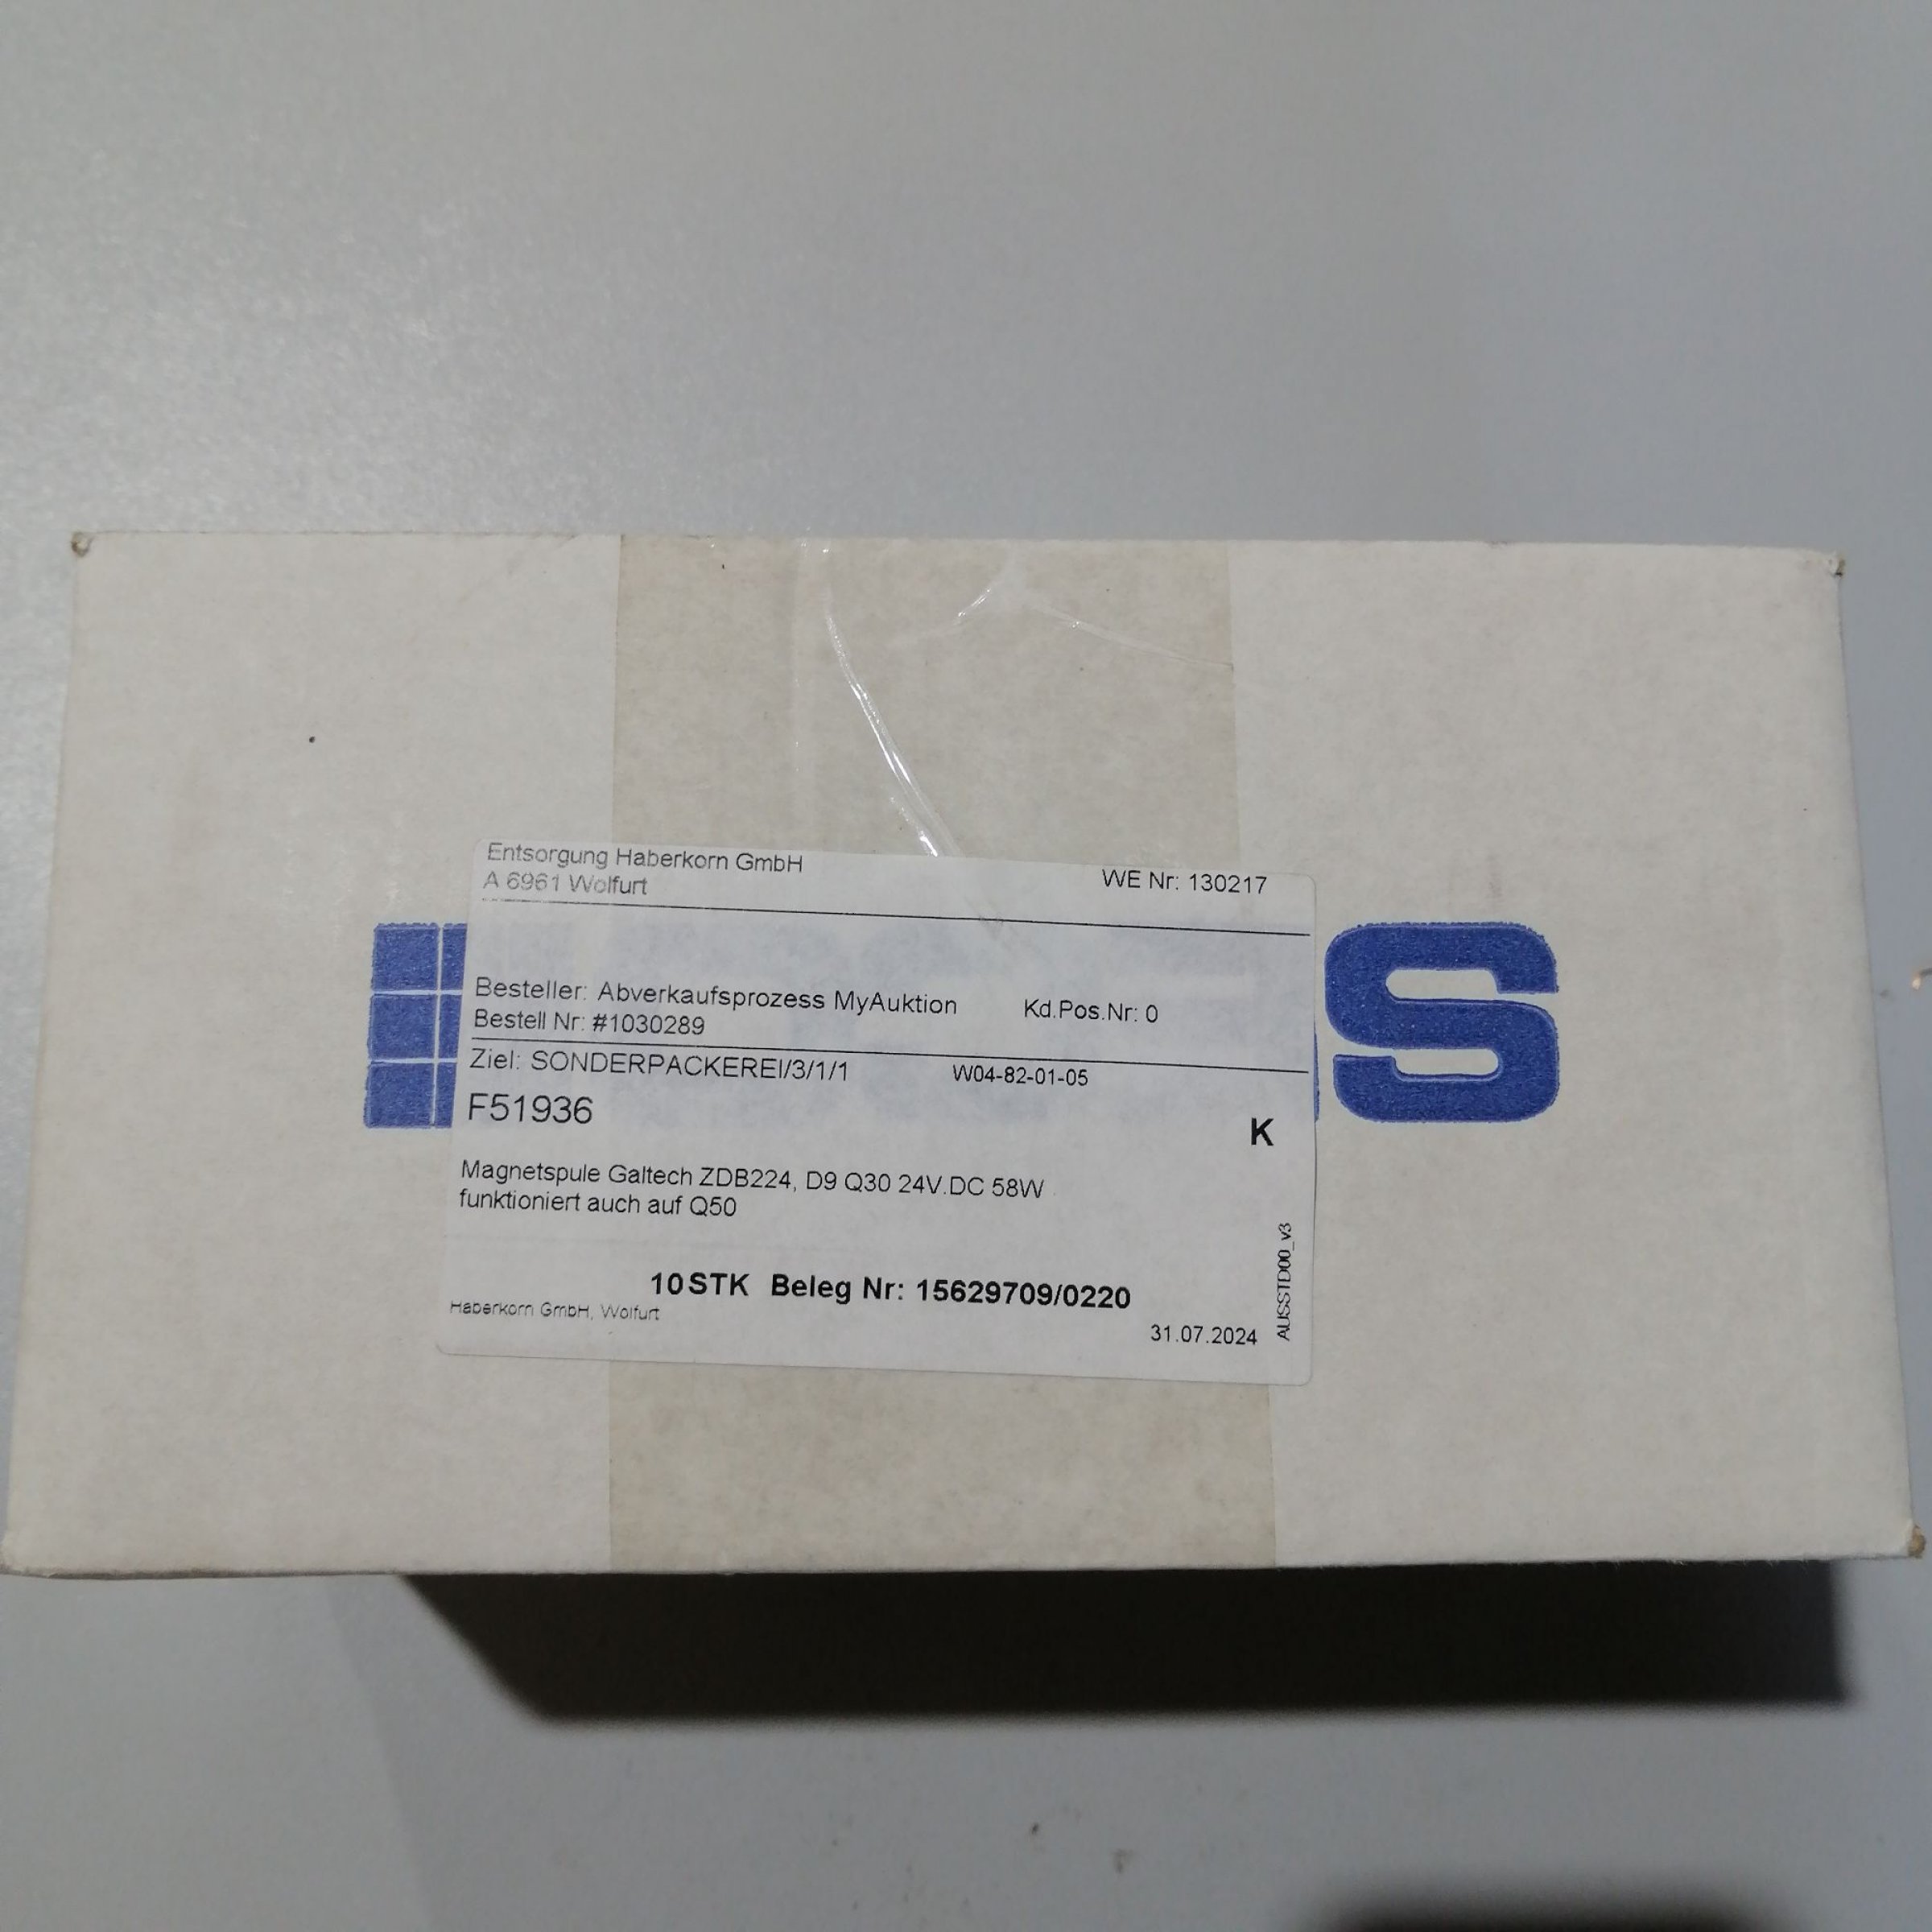 Entsorgung Haberkorn GmbH
A 6961 Wolfurt
WE Nr: 130217
Besteller: Abverkaufsprozess MyAuktion
Kd.Pos.Nr: 0
Bestell Nr: #1030289
Ziel: SONDERPACKEREI/3/1/1
W04-82-01-05
F51936
K
Magnetspule Galtech ZDB224, D9 Q30 24V.DC 58W
funktioniert auch auf Q50
10STK Beleg Nr: 15629709/0220
Haberkorn GmbH, Wolfurt
31.07.2024
AUSSTD00_v3
S